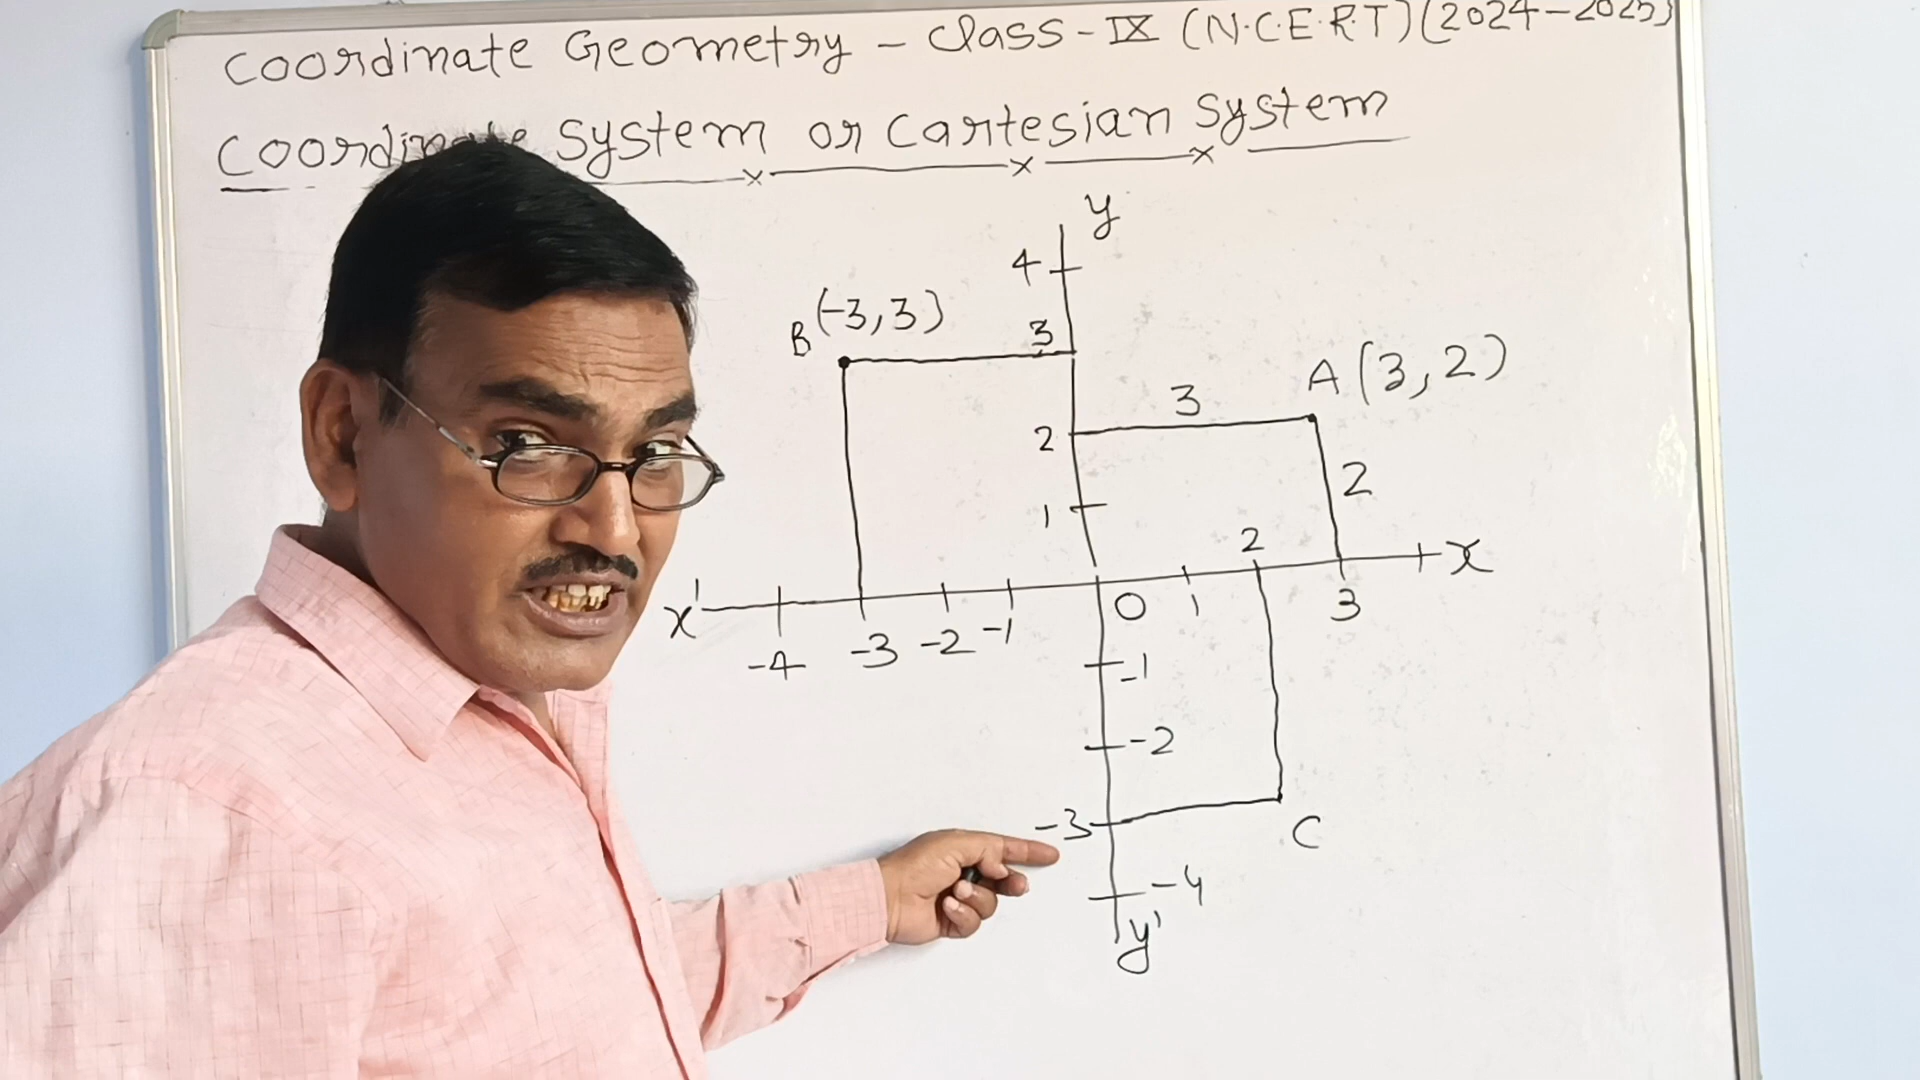 Coordinate Geometry - Class - IX (N.C.E.R.T) (2024-2025)
Coordinate System or Cartesian System
y
4
B (-3, 3)
3
A (3, 2)
3
2
2
1
2
x
x'
O
1
3
-4
-3
-2
-1
-1
-2
-3
C
-4
y'